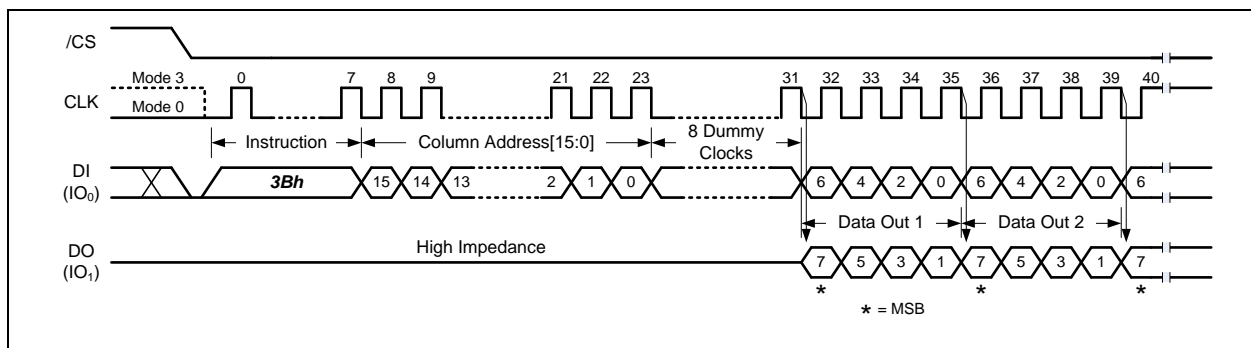 /CS
Mode 3 0 7 8 9 21 22 23 31 32 33 34 35 36 37 38 39 40
CLK Mode 0
Instruction Column Address[15:0] 8 Dummy
Clocks
DI
(IO₀) 3Bh 15 14 13 2 1 0 6 4 2 0 6 4 2 0 6
Data Out 1 Data Out 2
High Impedance
DO
(IO₁) 7 5 3 1 7 5 3 1 7
* * *
* = MSB